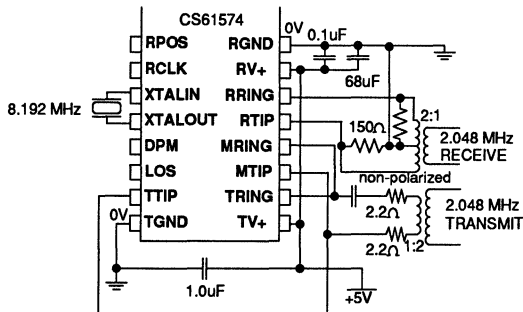 CS61574
0V
0.1uF
RPOS
RGND
RCLK
RV+
68uF
XTALIN
RRING
8.192 MHz
2:1
XTALOUT
RTIP
150Ω
2.048 MHz
RECEIVE
DPM
MRING
LOS
MTIP
non-polarized
TTIP
TRING
2.2Ω
2.048 MHz
TRANSMIT
0V
TGND
TV+
2.2Ω
1:2
1.0uF
+5V